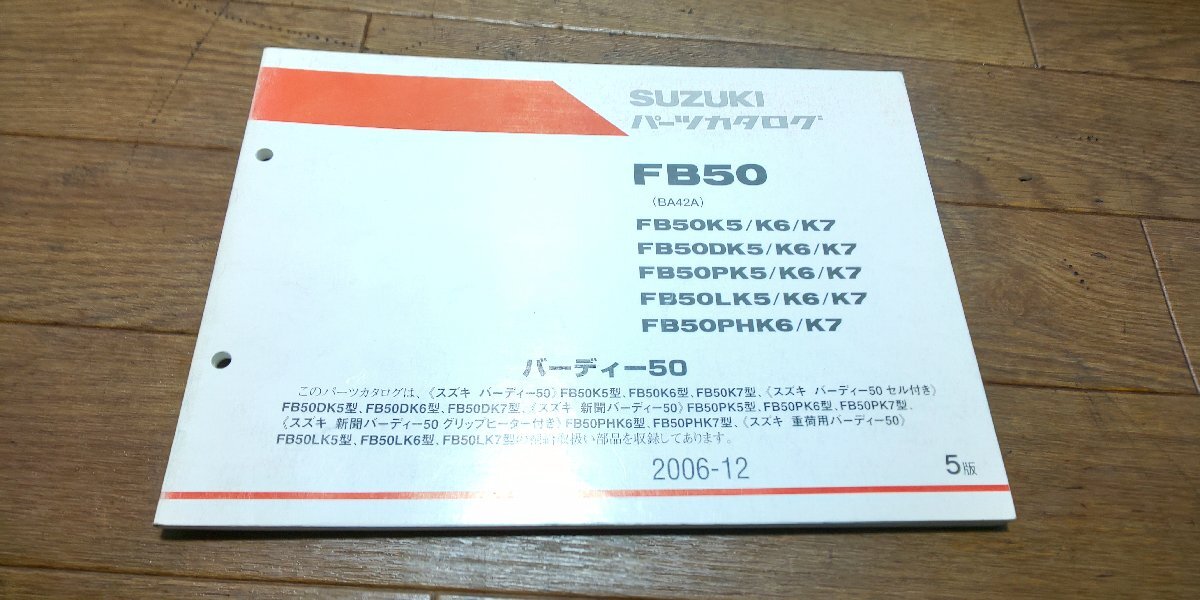 SUZUKI
パーツカタログ
FB50
(BA42A)
FB50K5/K6/K7
FB50DK5/K6/K7
FB50PK5/K6/K7
FB50LK5/K6/K7
FB50PHK6/K7
バーディー50
このパーツカタログは、《スズキ バーディー50》FB50K5型、FB50K6型、FB50K7型、《スズキ バーディー50 セル付き》
FB50DK5型、FB50DK6型、FB50DK7型、《スズキ 新聞バーディー50》FB50PK5型、FB50PK6型、FB50PK7型、
《スズキ 新聞バーディー50 グリップヒーター付き》FB50PHK6型、FB50PHK7型、《スズキ 重荷用バーディー50》
FB50LK5型、FB50LK6型、FB50LK7型の扱い部品を収録してあります。
2006-12
5版